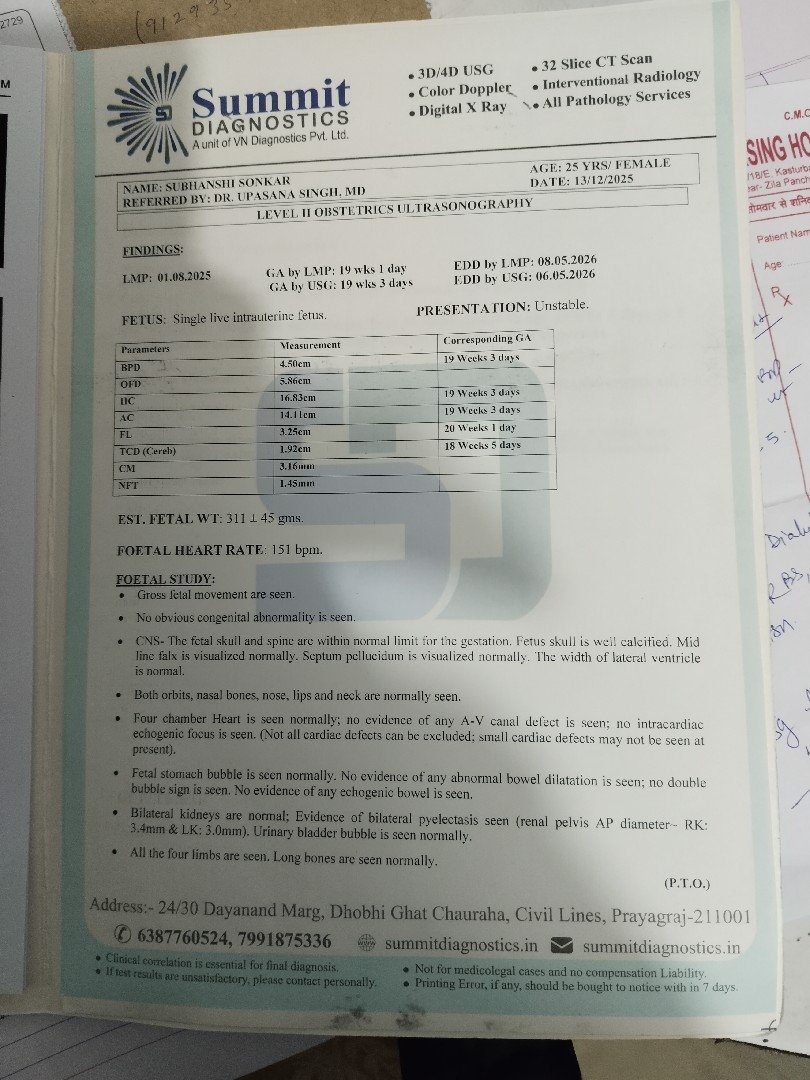 2729
(91293
M
Summit
DIAGNOSTICS
A unit of VN Diagnostics Pvt. Ltd.
• 3D/4D USG
• Color Doppler
• Digital X Ray
• 32 Slice CT Scan
• Interventional Radiology
• All Pathology Services
NAME: SUBHANSHI SONKAR
AGE: 25 YRS/ FEMALE
REFERRED BY: DR. UPASANA SINGH, MD
DATE: 13/12/2025
LEVEL II OBSTETRICS ULTRASONOGRAPHY
FINDINGS:
LMP: 01.08.2025 GA by LMP: 19 wks 1 day EDD by LMP: 08.05.2026
GA by USG: 19 wks 3 days EDD by USG: 06.05.2026
FETUS: Single live intrauterine fetus. PRESENTATION: Unstable.
Parameters Measurement Corresponding GA
BPD 4.50cm 19 Weeks 3 days
OFD 5.86cm
HC 16.83cm 19 Weeks 3 days
AC 14.11cm 19 Weeks 3 days
FL 3.25cm 20 Weeks 1 day
TCD (Cereb) 1.92cm 18 Weeks 5 days
CM 3.16mm
NFT 1.45mm
EST. FETAL WT: 311 ± 45 gms.
FOETAL HEART RATE: 151 bpm.
FOETAL STUDY:
• Gross fetal movement are seen.
• No obvious congenital abnormality is seen.
• CNS- The fetal skull and spine are within normal limit for the gestation. Fetus skull is well calcified. Mid
line falx is visualized normally. Septum pellucidum is visualized normally. The width of lateral ventricle
is normal.
• Both orbits, nasal bones, nose, lips and neck are normally seen.
• Four chamber Heart is seen normally; no evidence of any A-V canal defect is seen; no intracardiac
echogenic focus is seen. (Not all cardiac defects can be excluded; small cardiac defects may not be seen at
present).
• Fetal stomach bubble is seen normally. No evidence of any abnormal bowel dilatation is seen; no double
bubble sign is seen. No evidence of any echogenic bowel is seen.
• Bilateral kidneys are normal; Evidence of bilateral pyelectasis seen (renal pelvis AP diameter– RK:
3.4mm & LK: 3.0mm). Urinary bladder bubble is seen normally.
• All the four limbs are seen. Long bones are seen normally.
(P.T.O.)
Address:- 24/30 Dayanand Marg, Dhobhi Ghat Chauraha, Civil Lines, Prayagraj-211001
6387760524, 7991875336 summitdiagnostics.in summitdiagnostics.in
• Clinical correlation is essential for final diagnosis.
• If test results are unsatisfactory, please contact personally.
• Not for medicolegal cases and no compensation Liability.
• Printing Error, if any, should be bought to notice with in 7 days.
C.M.O
SING HO
18/E, Kasturb
ar- Zila Panch
Patient Nam
Age
Rx
RBS,